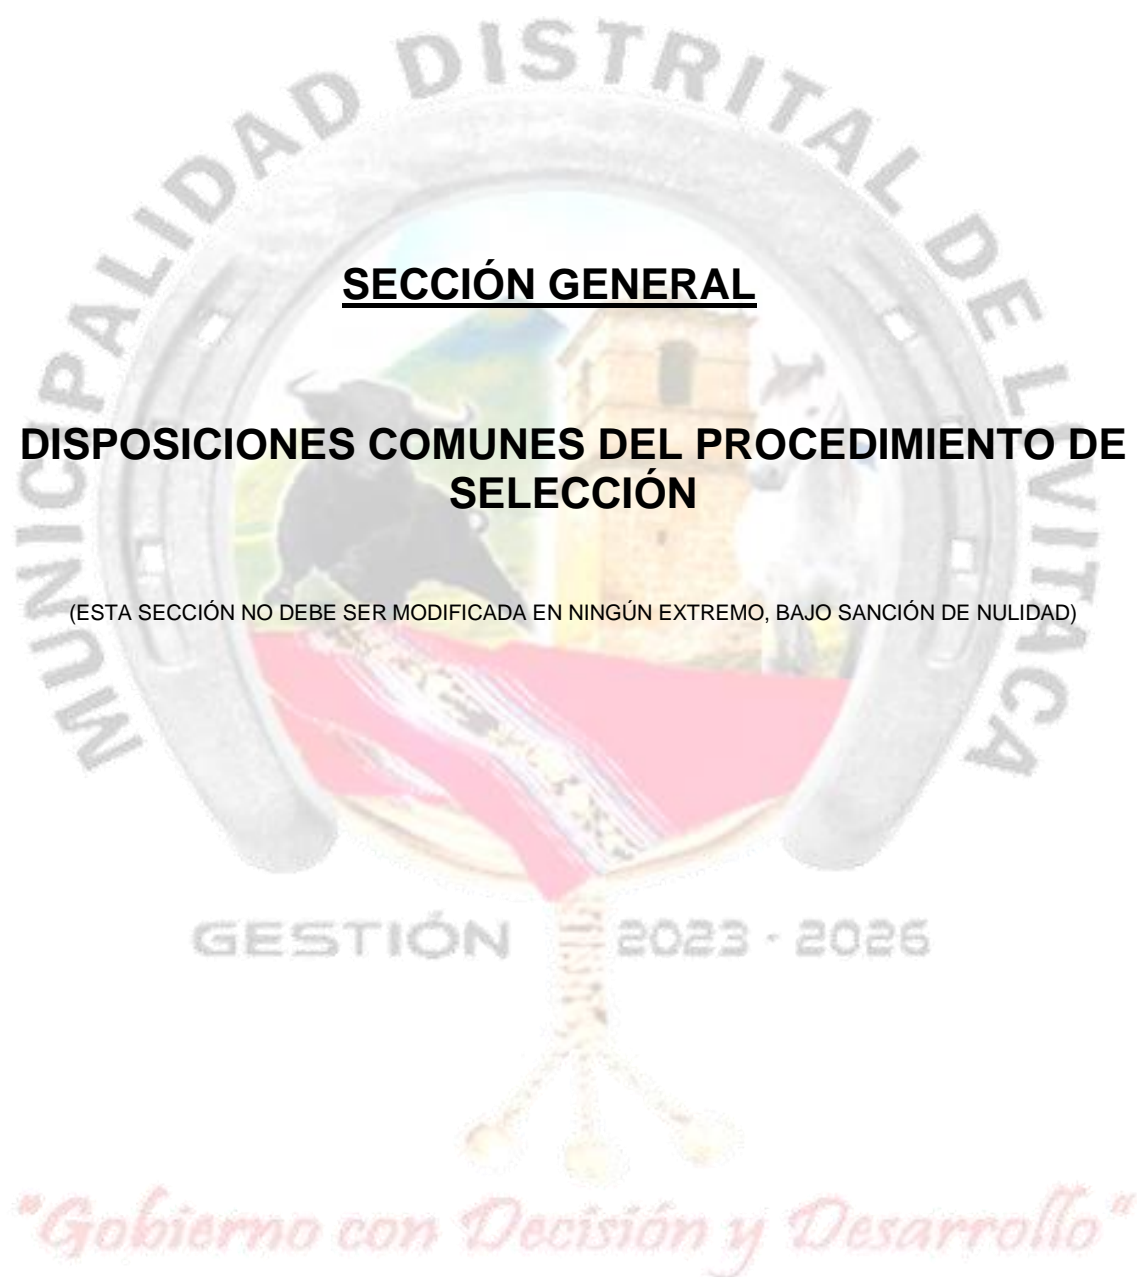 MUNICIPALIDAD DISTRITAL DE LIVITACA
SECCIÓN GENERAL
DISPOSICIONES COMUNES DEL PROCEDIMIENTO DE
SELECCIÓN
(ESTA SECCIÓN NO DEBE SER MODIFICADA EN NINGÚN EXTREMO, BAJO SANCIÓN DE NULIDAD)
GESTIÓN 2023 - 2026
"Gobierno con Decisión y Desarrollo"